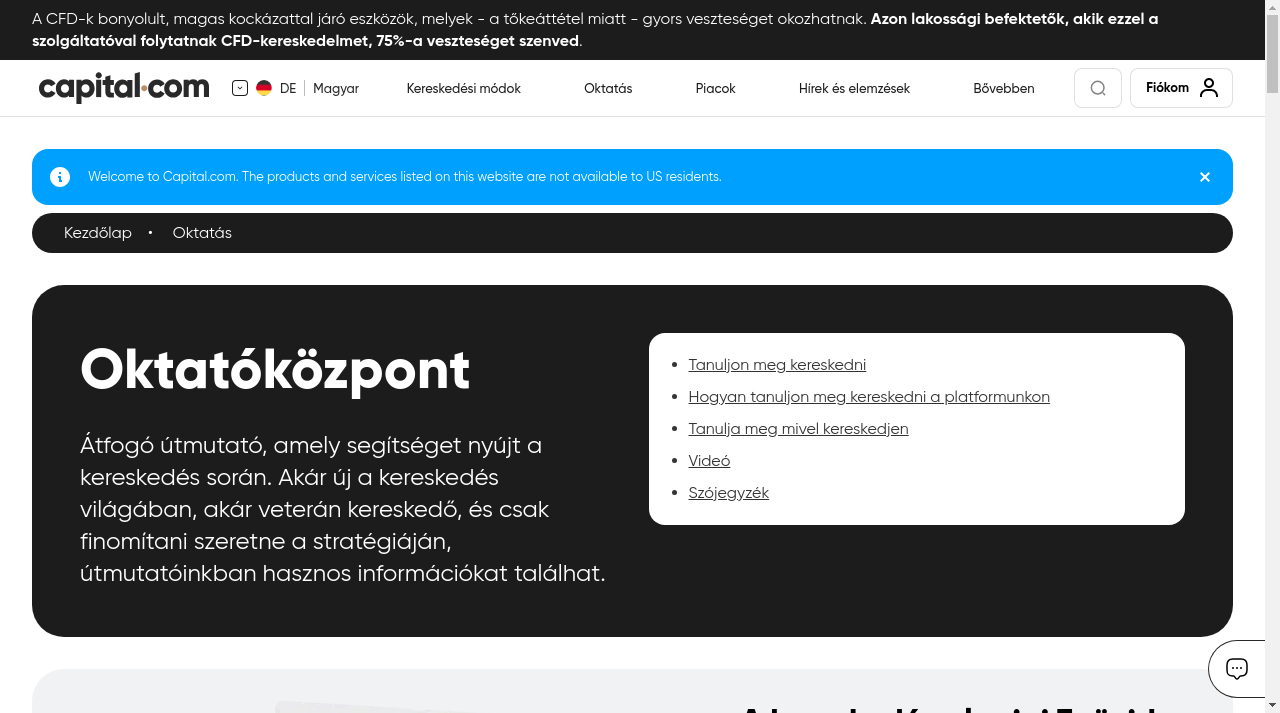 A CFD-k bonyolult, magas kockázattal járó eszközök, melyek - a tőkeáttétel miatt - gyors veszteséget okozhatnak. Azon lakossági befektetők, akik ezzel a
szolgáltatóval folytatnak CFD-kereskedelmet, 75%-a veszteséget szenved.
capital.com
DE Magyar Kereskedési módok Oktatás Piacok Hírek és elemzések Bővebben Fiókom
Welcome to Capital.com. The products and services listed on this website are not available to US residents.
Kezdőlap • Oktatás
Oktatóközpont
Átfogó útmutató, amely segítséget nyújt a
kereskedés során. Akár új a kereskedés
világában, akár veterán kereskedő, és csak
finomítani szeretne a stratégiáján,
útmutatóinkban hasznos információkat találhat.
Tanuljon meg kereskedni
Hogyan tanuljon meg kereskedni a platformunkon
Tanulja meg mivel kereskedjen
Videó
Szójegyzék